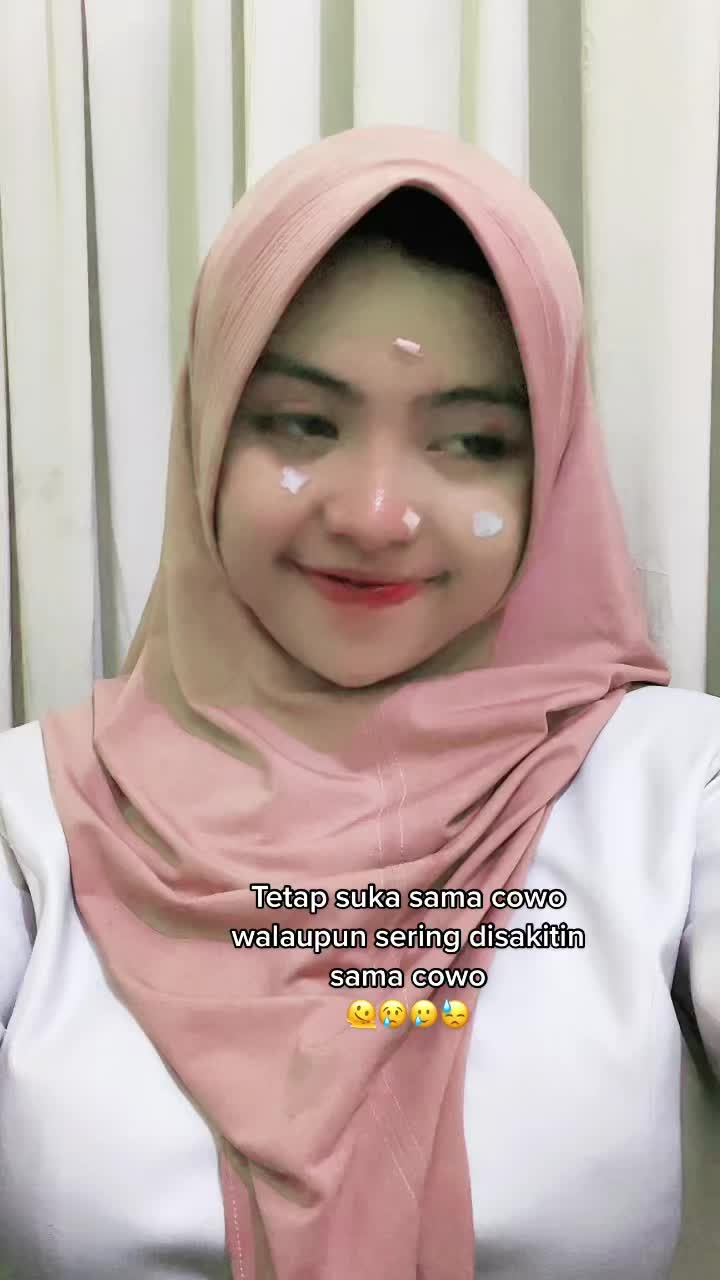 Tetap suka sama cowo
walaupun sering disakitin
sama cowo
🫠😢🥲😓